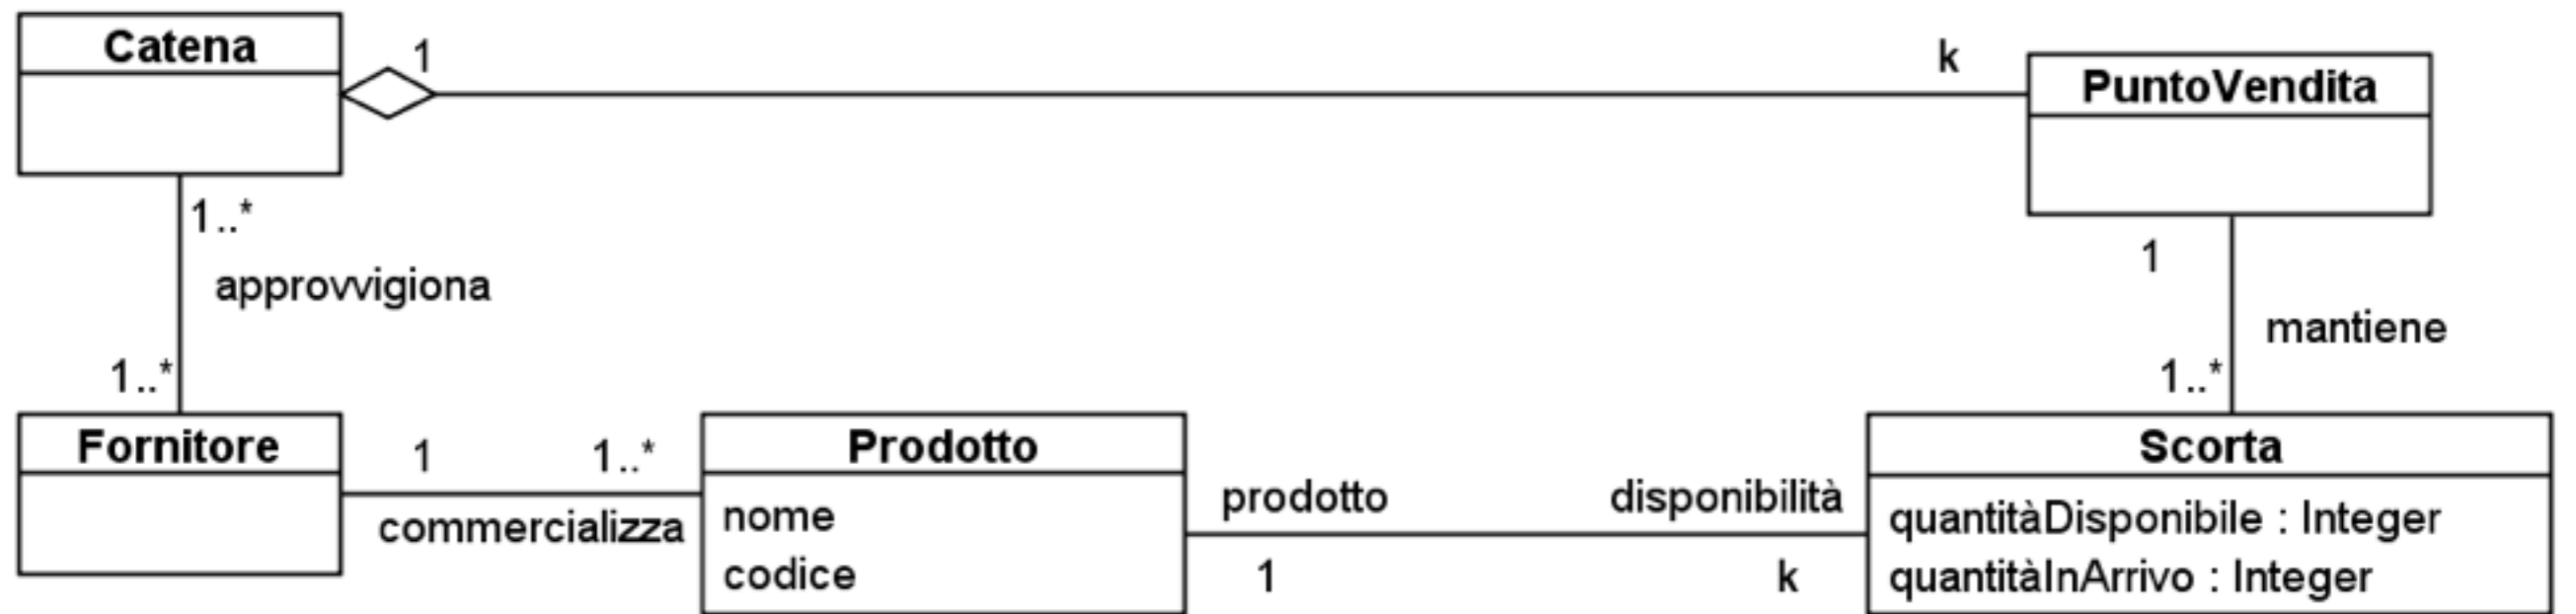 Catena
1
k
PuntoVendita
1..*
approvvigiona
1..*
1
mantiene
1..*
Fornitore
1
1..*
commercializza
Prodotto
nome
codice
prodotto
disponibilità
1
k
Scorta
quantitàDisponibile : Integer
quantitàInArrivo : Integer